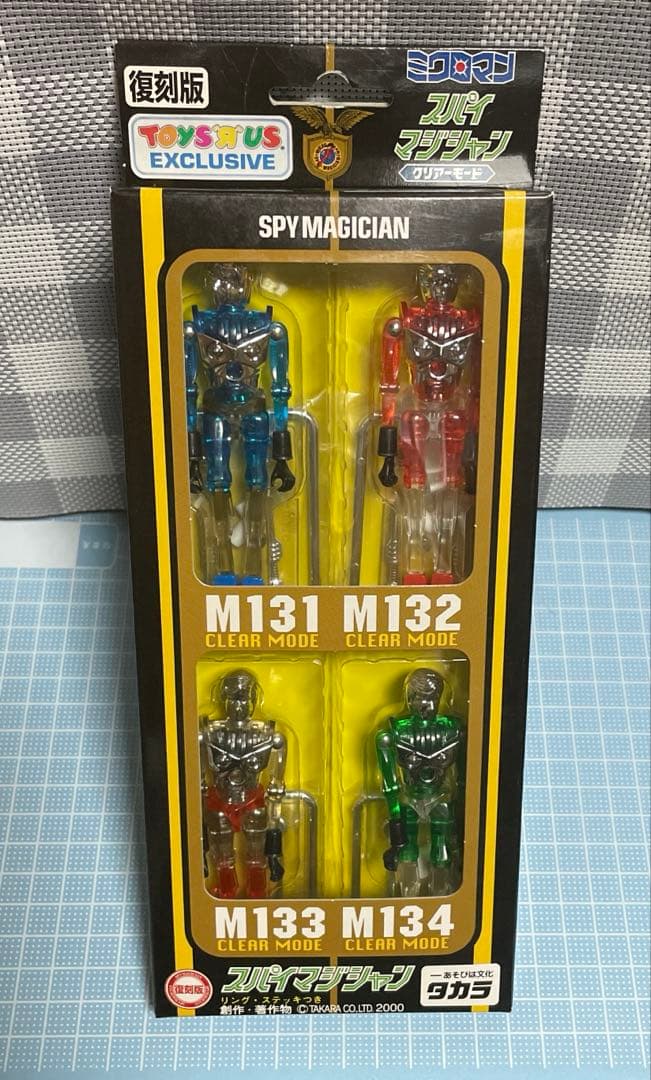 復刻版
TOYSЯUS
EXCLUSIVE
ミクロマン
スパイ
マジシャン
クリアーモード
SPY MAGICIAN
M131
CLEAR MODE
M132
CLEAR MODE
M133
CLEAR MODE
M134
CLEAR MODE
復刻版
スパイマジシャン
リング・ステッキつき
創作・著作物 ©TAKARA CO.LTD. 2000
—あそびは文化
タカラ